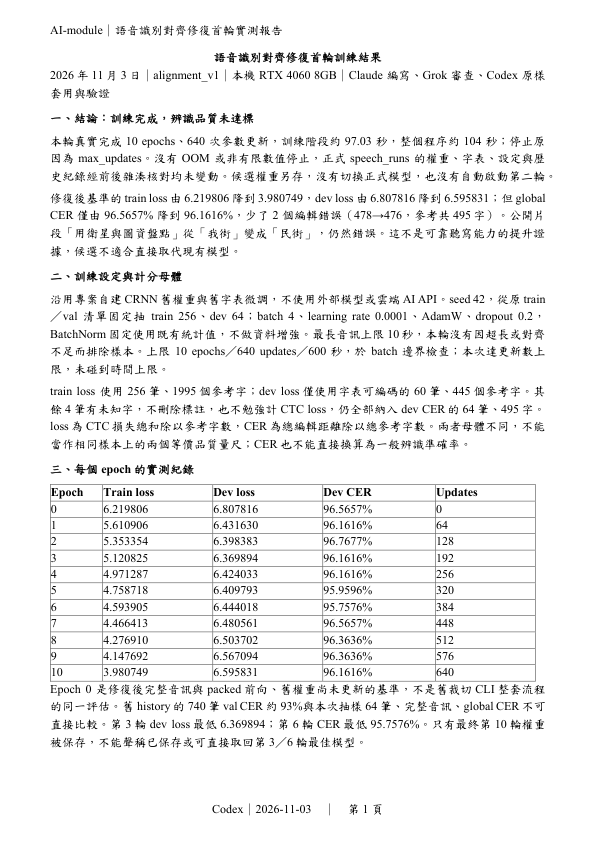 AI-module｜語音識別對齊修復首輪實測報告
語音識別對齊修復首輪訓練結果
2026 年 11 月 3 日｜alignment_v1｜本機 RTX 4060 8GB｜Claude 編寫、Grok 審查、Codex 原樣
套用與驗證
一、結論：訓練完成，辨識品質未達標
本輪真實完成 10 epochs、640 次參數更新，訓練階段約 97.03 秒，整個程序約 104 秒；停止原
因為 max_updates。沒有 OOM 或非有限數值停止，正式 speech_runs 的權重、字表、設定與歷
史紀錄經前後雜湊核對均未變動。候選權重另存，沒有切換正式模型，也沒有自動啟動第二輪。
修復後基準的 train loss 由 6.219806 降到 3.980749，dev loss 由 6.807816 降到 6.595831；但 global
CER 僅由 96.5657% 降到 96.1616%，少了 2 個編輯錯誤（478→476，參考共 495 字）。公開片
段「用衛星與圖資盤點」從「我術」變成「民術」，仍然錯誤。這不是可靠聽寫能力的提升證
據，候選不適合直接取代現有模型。
二、訓練設定與計分母體
沿用專案自建 CRNN 舊權重與舊字表微調，不使用外部模型或雲端 AI API。seed 42，從原 train
／val 清單固定抽 train 256、dev 64；batch 4、learning rate 0.0001、AdamW、dropout 0.2，
BatchNorm 固定使用既有統計值，不做資料增強。最長音訊上限 10 秒，本輪沒有因超長或對齊
不足而排除樣本。上限 10 epochs／640 updates／600 秒，於 batch 邊界檢查；本次達更新數上
限，未碰到時間上限。
train loss 使用 256 筆、1995 個參考字；dev loss 僅使用字表可編碼的 60 筆、445 個參考字。其
餘 4 筆有未知字，不刪除標註，也不勉強計 CTC loss，仍全部納入 dev CER 的 64 筆、495 字。
loss 為 CTC 損失總和除以參考字數，CER 為總編輯距離除以總參考字數。兩者母體不同，不能
當作相同樣本上的兩個等價品質量尺；CER 也不能直接換算為一般辨識準確率。
三、每個 epoch 的實測紀錄
Epoch Train loss Dev loss Dev CER Updates
0 6.219806 6.807816 96.5657% 0
1 5.610906 6.431630 96.1616% 64
2 5.353354 6.398383 96.7677% 128
3 5.120825 6.369894 96.1616% 192
4 4.971287 6.424033 96.1616% 256
5 4.758718 6.409793 95.9596% 320
6 4.593905 6.444018 95.7576% 384
7 4.466413 6.480561 96.5657% 448
8 4.276910 6.503702 96.3636% 512
9 4.147692 6.567094 96.3636% 576
10 3.980749 6.595831 96.1616% 640
Epoch 0 是修復後完整音訊與 packed 前向、舊權重尚未更新的基準，不是舊裁切 CLI 整套流程
的同一評估。舊 history 的 740 筆 val CER 約 93%與本次抽樣 64 筆、完整音訊、global CER 不可
直接比較。第 3 輪 dev loss 最低 6.369894；第 6 輪 CER 最低 95.7576%。只有最終第 10 輪權重
被保存，不能聲稱已保存或可直接取回第 3／6 輪最佳模型。
Codex｜2026-11-03 ｜ 第 1 頁